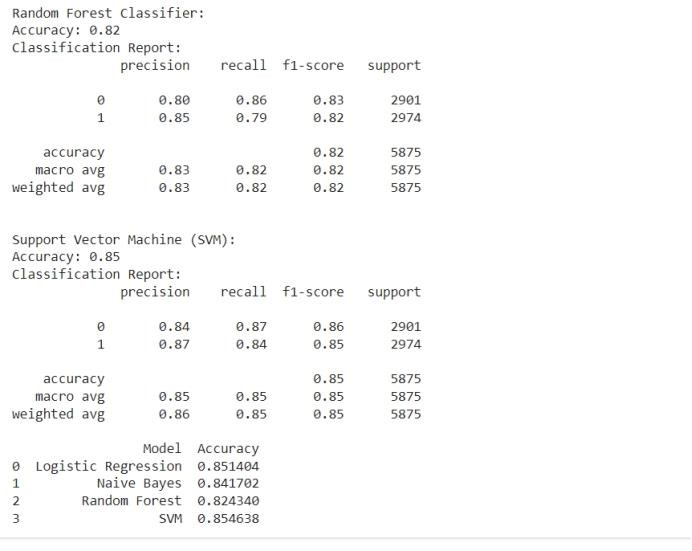 Random Forest Classifier:
Accuracy: 0.82
Classification Report:
precision recall f1-score support
0 0.80 0.86 0.83 2901
1 0.85 0.79 0.82 2974
accuracy 0.82 5875
macro avg 0.83 0.82 0.82 5875
weighted avg 0.83 0.82 0.82 5875
Support Vector Machine (SVM):
Accuracy: 0.85
Classification Report:
precision recall f1-score support
0 0.84 0.87 0.86 2901
1 0.87 0.84 0.85 2974
accuracy 0.85 5875
macro avg 0.85 0.85 0.85 5875
weighted avg 0.86 0.85 0.85 5875
Model Accuracy
0 Logistic Regression 0.851404
1 Naive Bayes 0.841702
2 Random Forest 0.824340
3 SVM 0.854638